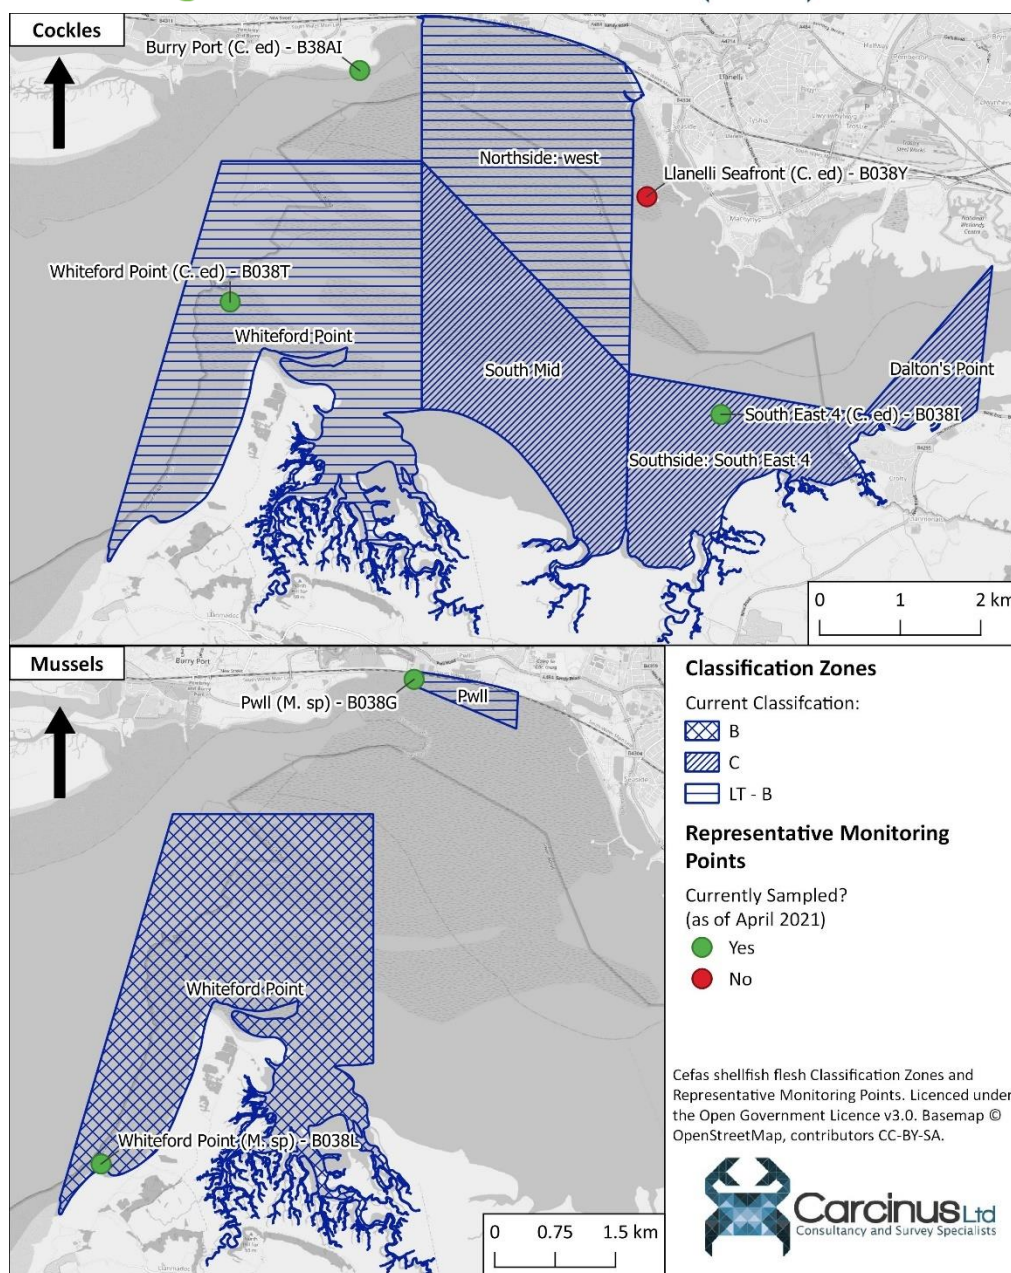 Cockles
Burry Port (C. ed) - B38AI
Northside: west
Llanelli Seafront (C. ed) - B038Y
Whiteford Point (C. ed) - B038T
Whiteford Point
South Mid
Dalton's Point
South East 4 (C. ed) - B038I
Southside: South East 4
0 1 2 km
Mussels
Burry Port
Pwll (M. sp) - B038G
Pwll
Whiteford Point
Whiteford Point (M. sp) - B038L
0 0.75 1.5 km
Classification Zones
Current Classifcation:
B
C
LT - B
Representative Monitoring
Points
Currently Sampled?
(as of April 2021)
Yes
No
Cefas shellfish flesh Classification Zones and
Representative Monitoring Points. Licenced under
the Open Government Licence v3.0. Basemap ©
OpenStreetMap, contributors CC-BY-SA.
Carcinus Ltd
Consultancy and Survey Specialists